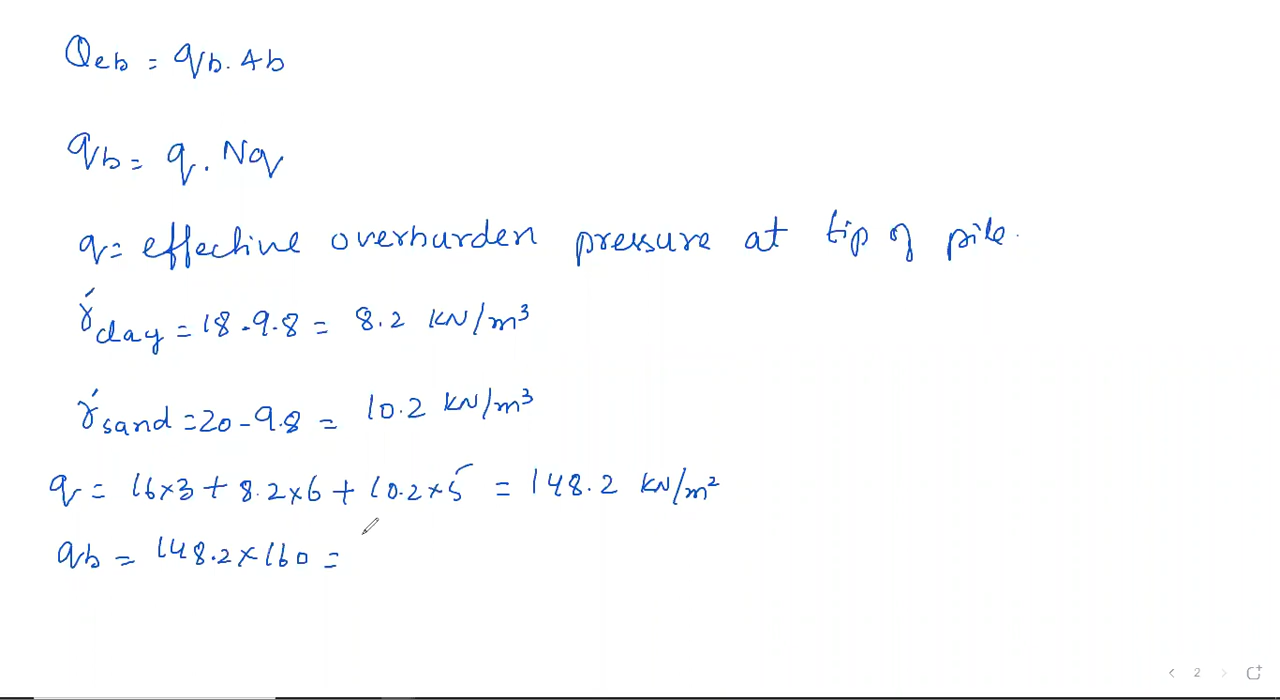 Qeb = qb. Ab
qb = q. Nq
q = effective overburden pressure at tip of pile.
γ́clay = 18 - 9.8 = 8.2 KN/m³
γ́sand = 20 - 9.8 = 10.2 KN/m³
q = 16×3 + 8.2×6 + 10.2×5 = 148.2 KN/m²
qb = 148.2×160 =
< 2 >